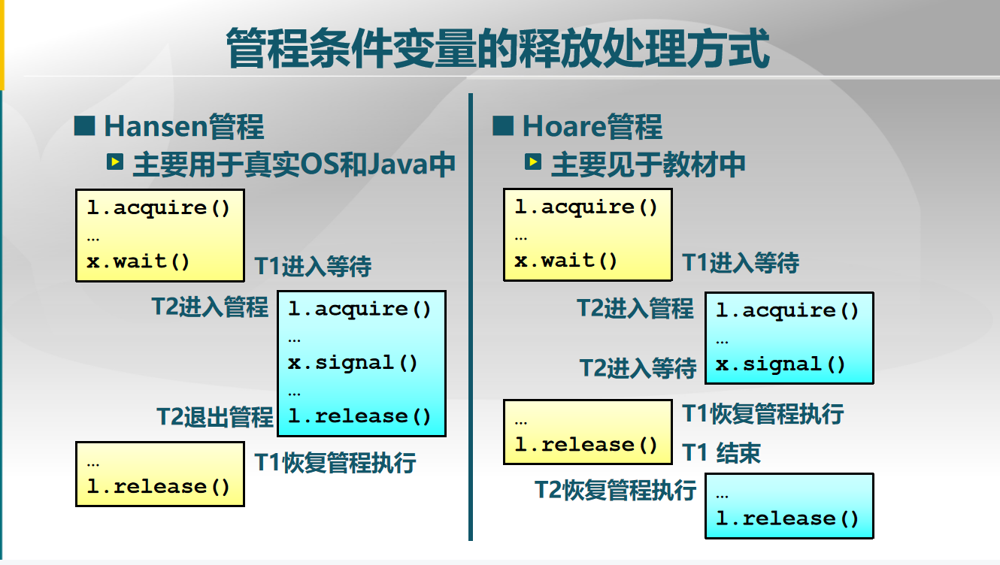 管程条件变量的释放处理方式
Hansen管程
主要用于真实OS和Java中
l.acquire()
…
x.wait()
T1进入等待
T2进入管程
l.acquire()
…
x.signal()
…
T2退出管程
l.release()
…
T1恢复管程执行
l.release()
Hoare管程
主要见于教材中
l.acquire()
…
x.wait()
T1进入等待
T2进入管程
l.acquire()
…
T2进入等待
x.signal()
…
T1恢复管程执行
l.release()
T1 结束
T2恢复管程执行
…
l.release()